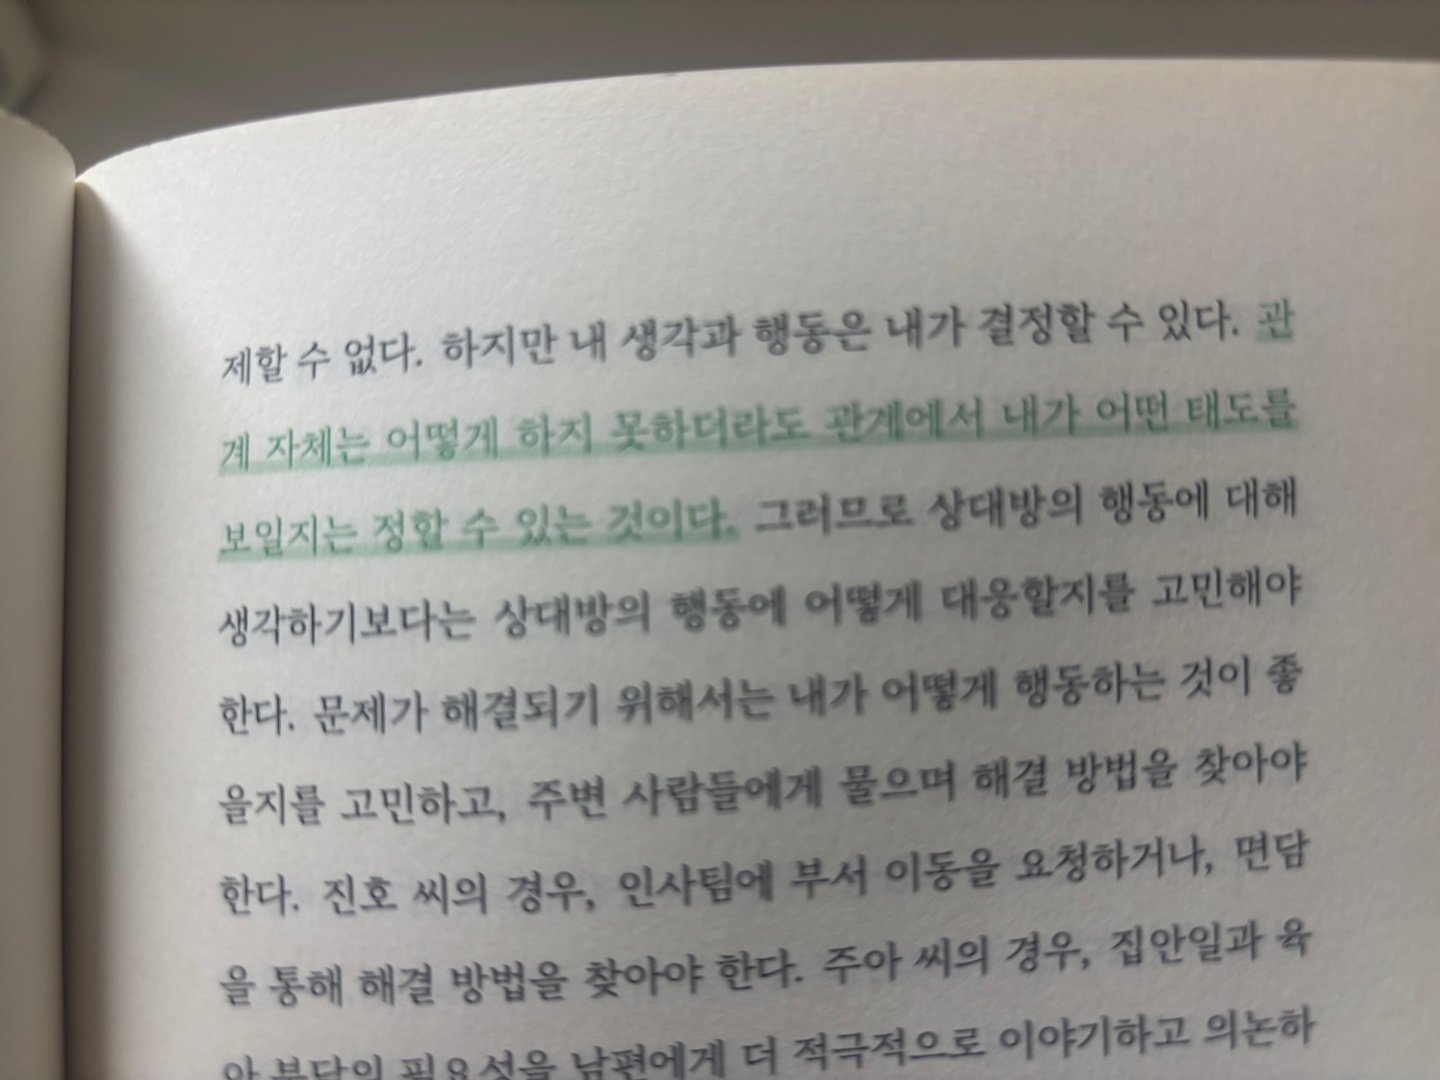 제할 수 없다. 하지만 내 생각과 행동은 내가 결정할 수 있다. 관
계 자체는 어떻게 하지 못하더라도 관계에서 내가 어떤 태도를
보일지는 정할 수 있는 것이다. 그러므로 상대방의 행동에 대해
생각하기보다는 상대방의 행동에 어떻게 대응할지를 고민해야
한다. 문제가 해결되기 위해서는 내가 어떻게 행동하는 것이 좋
을지를 고민하고, 주변 사람들에게 물으며 해결 방법을 찾아야
한다. 진호 씨의 경우, 인사팀에 부서 이동을 요청하거나, 면담
을 통해 해결 방법을 찾아야 한다. 주아 씨의 경우, 집안일과 육
아 분담의 필요성을 남편에게 더 적극적으로 이야기하고 의논하